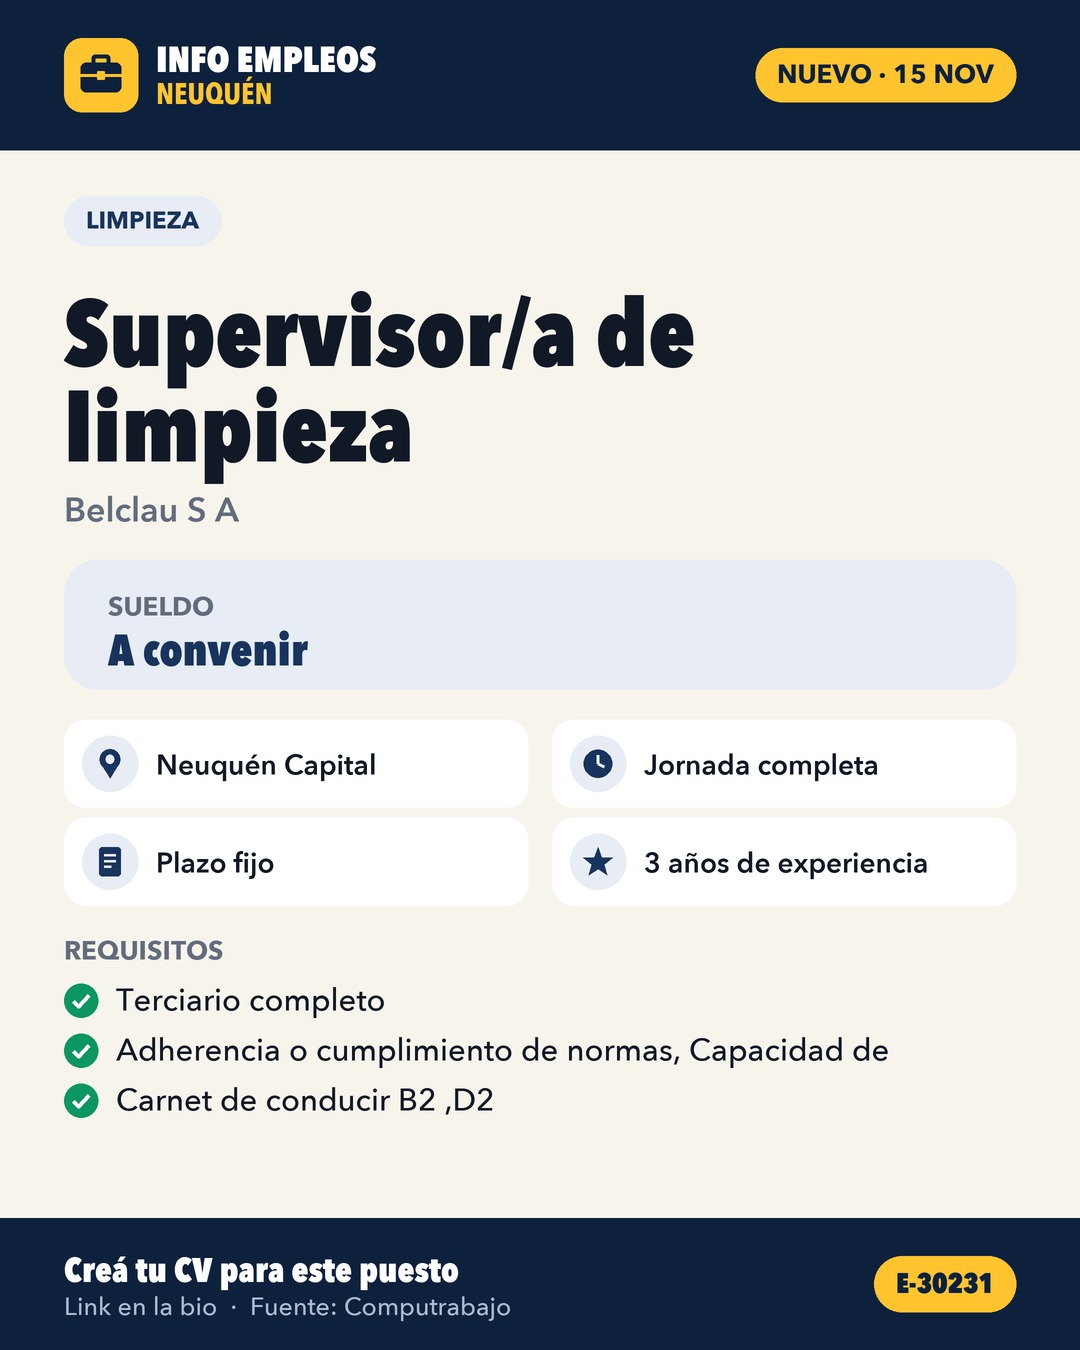 INFO EMPLEOS
NEUQUÉN
NUEVO · 15 NOV
LIMPIEZA
Supervisor/a de
limpieza
Belclau S A
SUELDO
A convenir
Neuquén Capital
Jornada completa
Plazo fijo
3 años de experiencia
REQUISITOS
Terciario completo
Adherencia o cumplimiento de normas, Capacidad de
Carnet de conducir B2 ,D2
Creá tu CV para este puesto
Link en la bio · Fuente: Computrabajo
E-30231